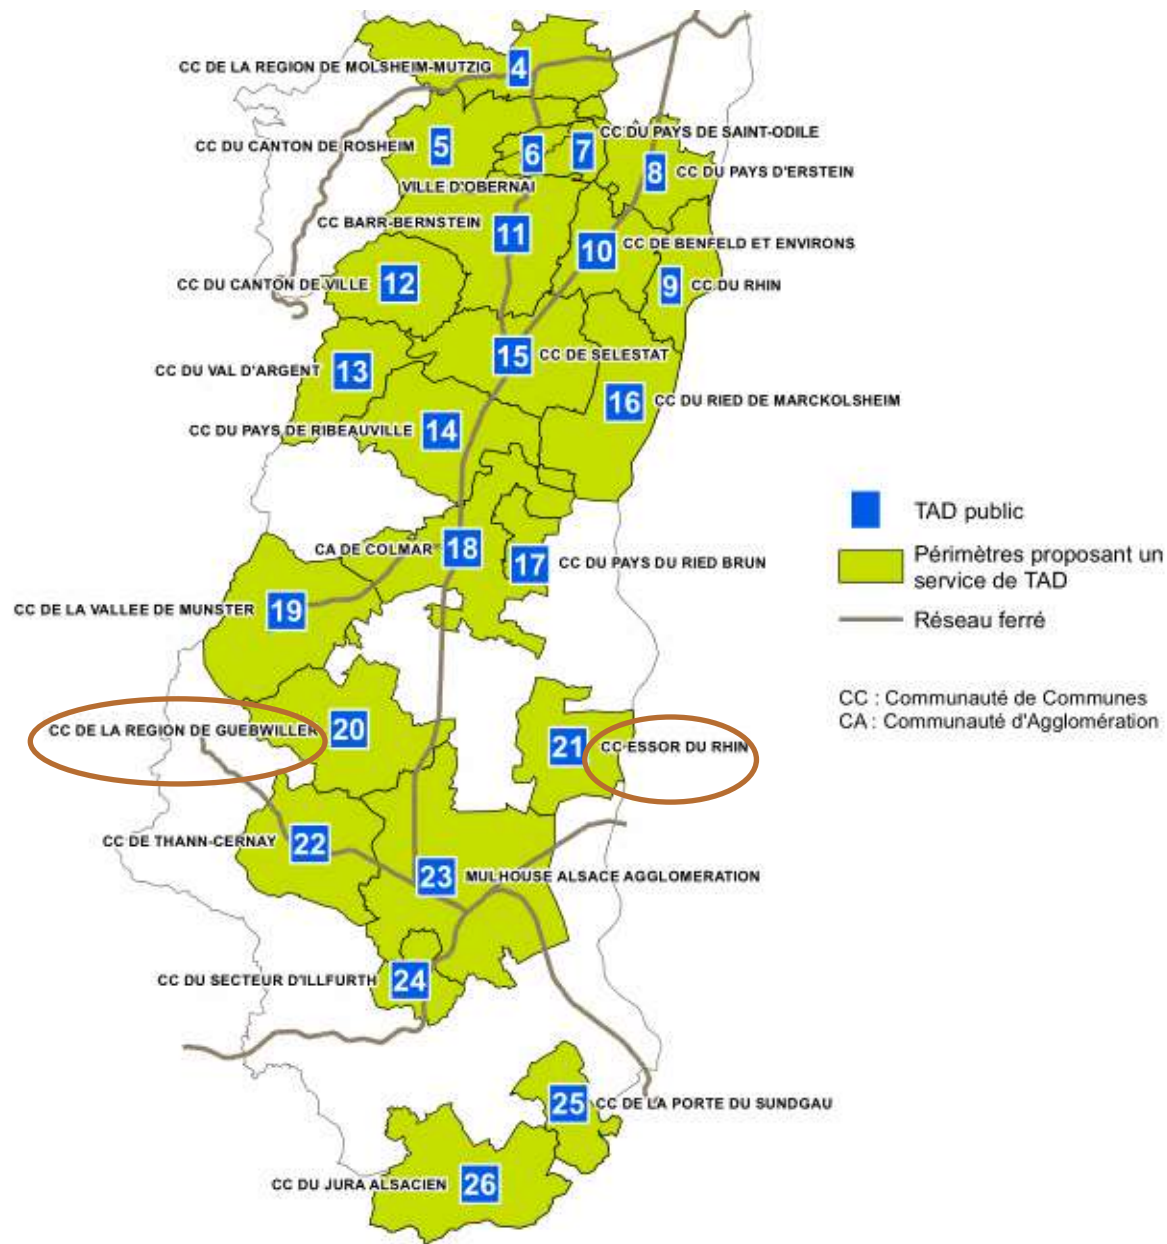 CC DE LA REGION DE MOLSHEIM-MUTZIG
4
CC DU PAYS DE SAINT-ODILE
CC DU CANTON DE ROSHEIM
5
6
7
8
CC DU PAYS D'ERSTEIN
VILLE D'OBERNAI
CC BARR-BERNSTEIN
11
10
CC DE BENFELD ET ENVIRONS
CC DU CANTON DE VILLE
12
9
CC DU RHIN
15
CC DE SELESTAT
CC DU VAL D'ARGENT
13
16
CC DU RIED DE MARCKOLSHEIM
CC DU PAYS DE RIBEAUVILLE
14
TAD public
CA DE COLMAR
18
17
CC DU PAYS DU RIED BRUN
Périmètres proposant un
service de TAD
CC DE LA VALLEE DE MUNSTER
19
Réseau ferré
CC : Communauté de Communes
CA : Communauté d'Agglomération
CC DE LA REGION DE GUEBWILLER
20
21
CC ESSOR DU RHIN
CC DE THANN-CERNAY
22
23
MULHOUSE ALSACE AGGLOMERATION
CC DU SECTEUR D'ILLFURTH
24
25
CC DE LA PORTE DU SUNDGAU
CC DU JURA ALSACIEN
26